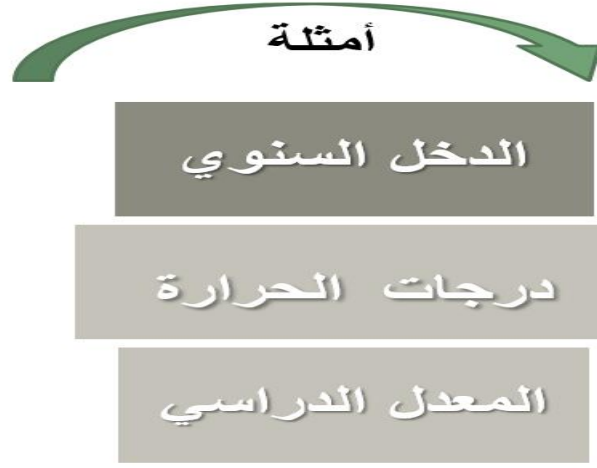 أمثلة
الدخل السنوي
درجات الحرارة
المعدل الدراسي